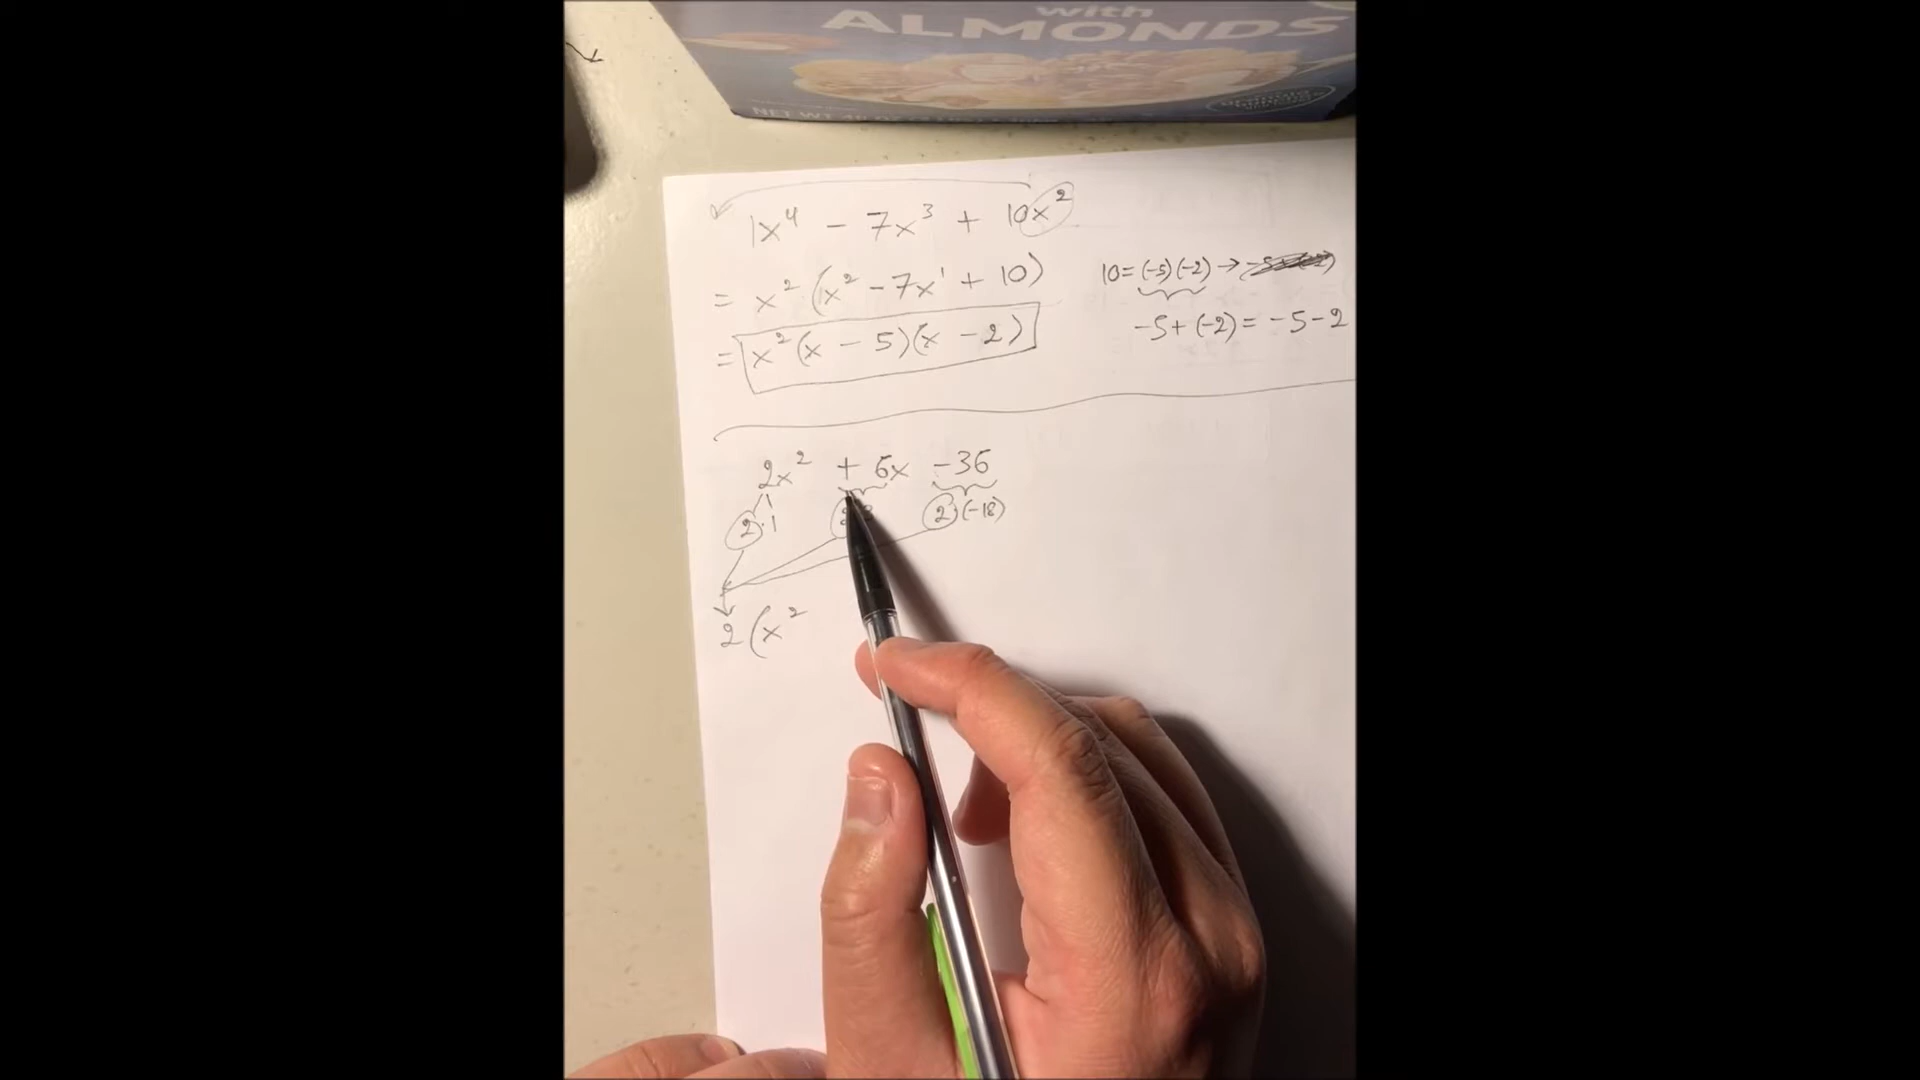 with
ALMONDS
1x⁴ - 7x³ + 10x²
= x² (x² - 7x¹ + 10)
10 = (-5)(-2) →
-5 + (-2) = -5 - 2
= x² (x - 5)(x - 2)
2x² + 6x - 36
2 · 1 2 (-18)
2 (x²